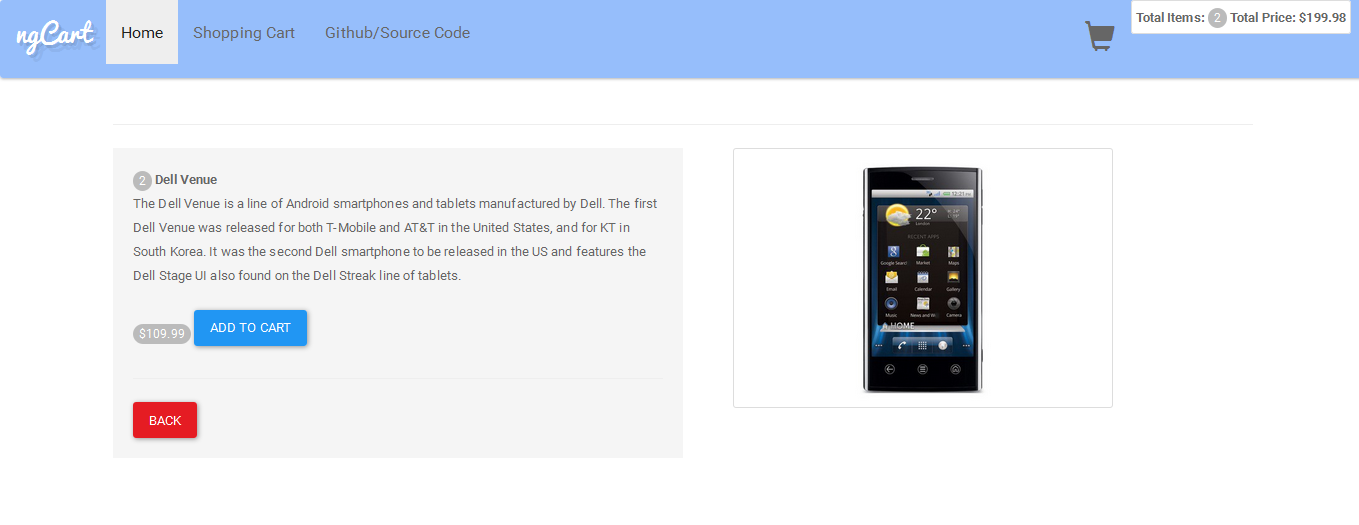 ngCart
Home
Shopping Cart
Github/Source Code
Total Items: 2 Total Price: $199.98
2 Dell Venue
The Dell Venue is a line of Android smartphones and tablets manufactured by Dell. The first
Dell Venue was released for both T-Mobile and AT&T in the United States, and for KT in
South Korea. It was the second Dell smartphone to be released in the US and features the
Dell Stage UI also found on the Dell Streak line of tablets.
$109.99 ADD TO CART
BACK
12:21
22°
London
RECENT APPS
Google Search
Market
Maps
Email
Calendar
Gallery
Music
News and
Camera
HOME